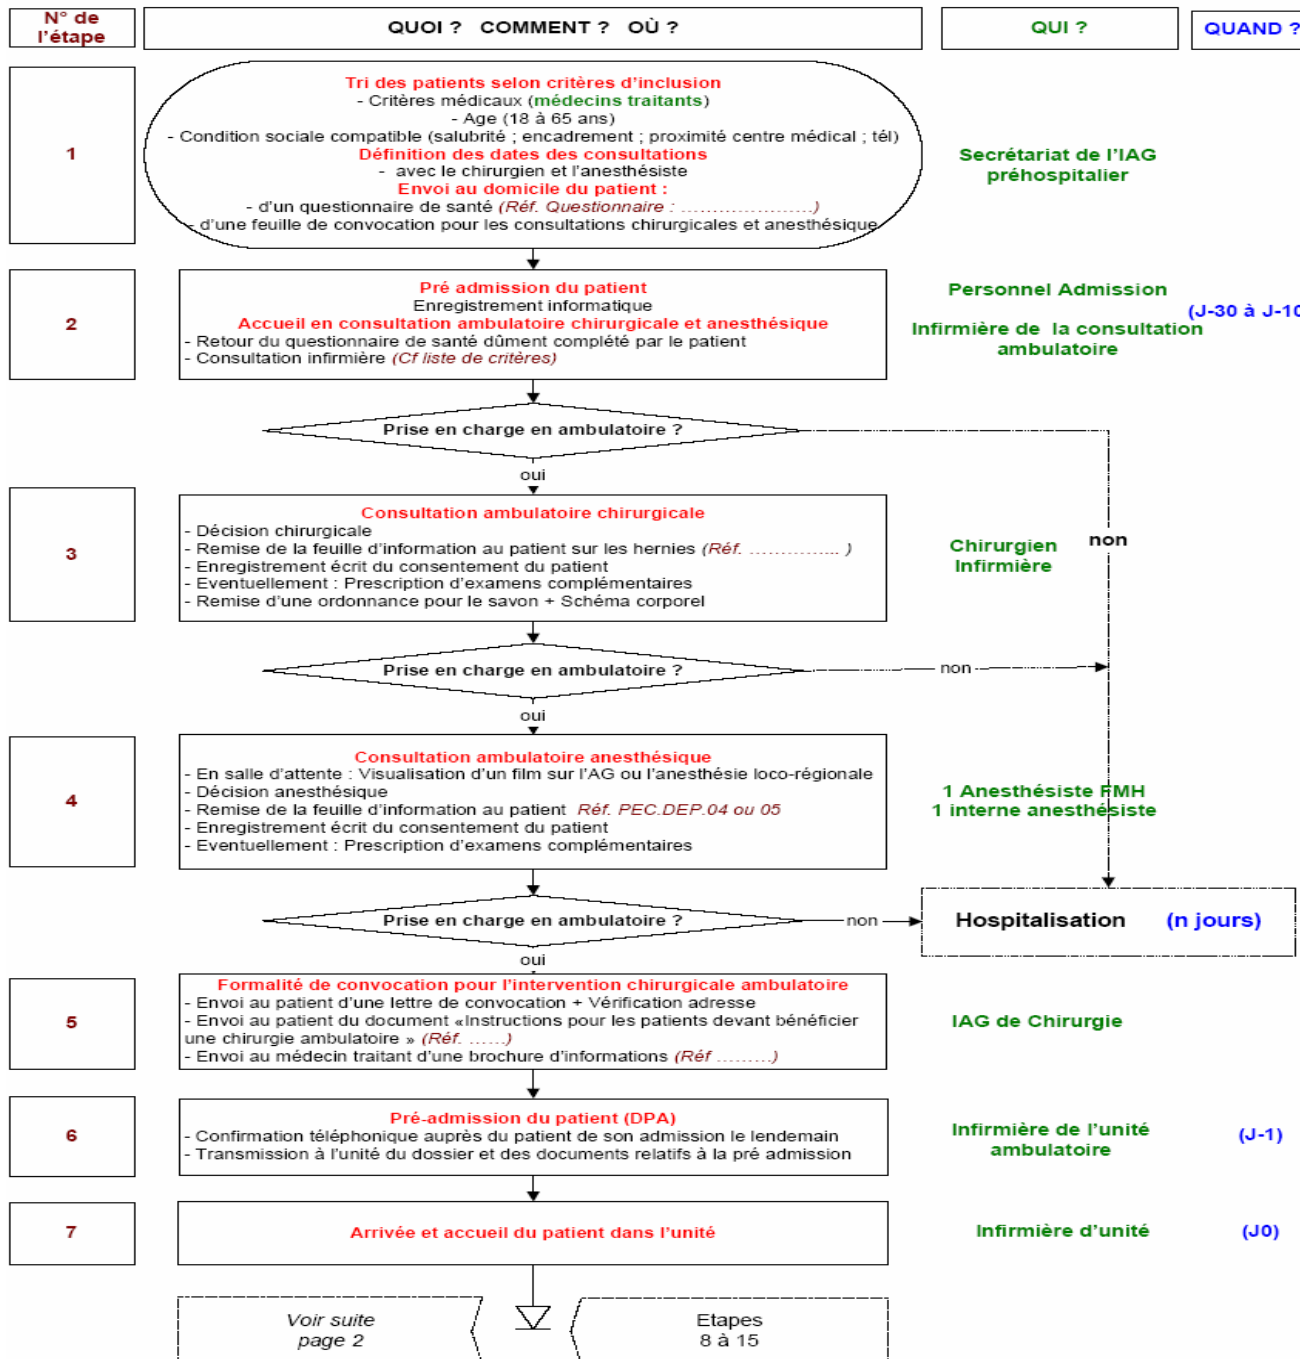 N° de
l'étape
QUOI ? COMMENT ? OÙ ?
QUI ?
QUAND ?
1
Tri des patients selon critères d'inclusion
- Critères médicaux (médecins traitants)
- Age (18 à 65 ans)
- Condition sociale compatible (salubrité ; encadrement ; proximité centre médical ; tél)
Définition des dates des consultations
- avec le chirurgien et l'anesthésiste
Envoi au domicile du patient :
- d'un questionnaire de santé (Réf. Questionnaire : .....................)
- d'une feuille de convocation pour les consultations chirurgicales et anesthésique
Secrétariat de l'IAG
préhospitalier
2
Pré admission du patient
Enregistrement informatique
Accueil en consultation ambulatoire chirurgicale et anesthésique
- Retour du questionnaire de santé dûment complété par le patient
- Consultation infirmière (Cf liste de critères)
Personnel Admission
Infirmière de la consultation
ambulatoire
(J-30 à J-10
Prise en charge en ambulatoire ?
oui
non
3
Consultation ambulatoire chirurgicale
- Décision chirurgicale
- Remise de la feuille d'information au patient sur les hernies (Réf. ................ )
- Enregistrement écrit du consentement du patient
- Eventuellement : Prescription d'examens complémentaires
- Remise d'une ordonnance pour le savon + Schéma corporel
Chirurgien
Infirmière
Prise en charge en ambulatoire ?
non
oui
4
Consultation ambulatoire anesthésique
- En salle d'attente : Visualisation d'un film sur l'AG ou l'anesthésie loco-régionale
- Décision anesthésique
- Remise de la feuille d'information au patient Réf. PEC.DEP.04 ou 05
- Enregistrement écrit du consentement du patient
- Eventuellement : Prescription d'examens complémentaires
1 Anesthésiste FMH
1 interne anesthésiste
Prise en charge en ambulatoire ?
non
Hospitalisation (n jours)
oui
5
Formalité de convocation pour l'intervention chirurgicale ambulatoire
- Envoi au patient d'une lettre de convocation + Vérification adresse
- Envoi au patient du document «Instructions pour les patients devant bénéficier
une chirurgie ambulatoire » (Réf. ......)
- Envoi au médecin traitant d'une brochure d'informations (Réf .........)
IAG de Chirurgie
6
Pré-admission du patient (DPA)
- Confirmation téléphonique auprès du patient de son admission le lendemain
- Transmission à l'unité du dossier et des documents relatifs à la pré admission
Infirmière de l'unité
ambulatoire
(J-1)
7
Arrivée et accueil du patient dans l'unité
Infirmière d'unité
(J0)
Voir suite
page 2
Etapes
8 à 15